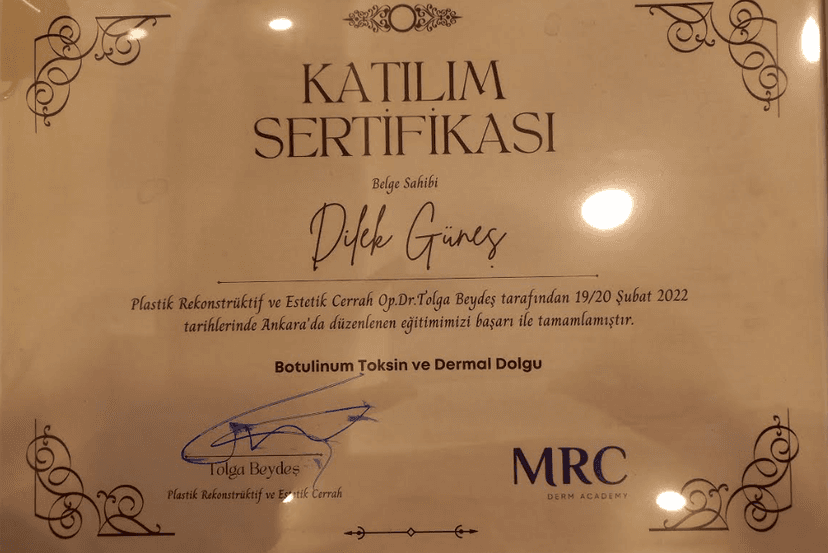 KATILIM
SERTİFİKASI
Belge Sahibi
Dilek Güneş
Plastik Rekonstrüktif ve Estetik Cerrah Op.Dr.Tolga Beydeş tarafından 19/20 Şubat 2022
tarihlerinde Ankara'da düzenlenen eğitimimizi başarı ile tamamlamıştır.
Botulinum Toksin ve Dermal Dolgu
Tolga Beydeş
Plastik Rekonstrüktif ve Estetik Cerrah
MRC
DERM ACADEMY